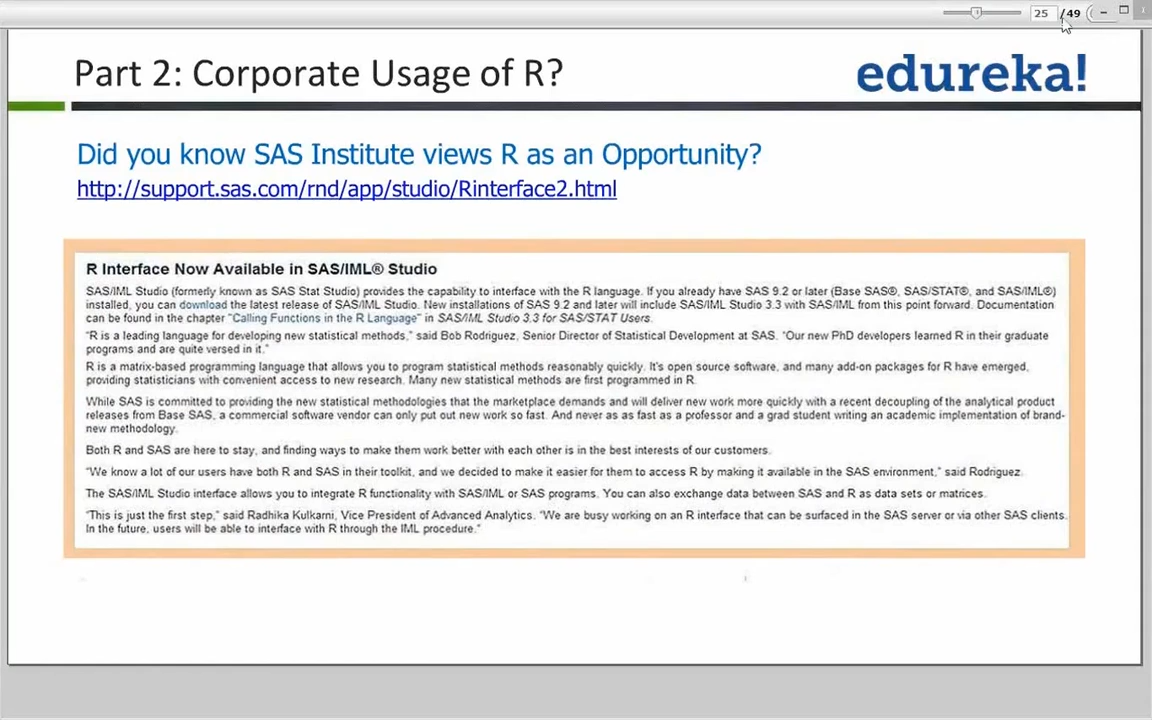 25 /49
Part 2: Corporate Usage of R?
edureka!
Did you know SAS Institute views R as an Opportunity?
http://support.sas.com/rnd/app/studio/Rinterface2.html
R Interface Now Available in SAS/IML® Studio
SAS/IML Studio (formerly known as SAS Stat Studio) provides the capability to interface with the R language. If you already have SAS 9.2 or later (Base SAS®, SAS/STAT®, and SAS/IML®)
installed, you can download the latest release of SAS/IML Studio. New installations of SAS 9.2 and later will include SAS/IML Studio 3.3 with SAS/IML from this point forward. Documentation
can be found in the chapter "Calling Functions in the R Language" in SAS/IML Studio 3.3 for SAS/STAT Users.
"R is a leading language for developing new statistical methods," said Bob Rodriguez, Senior Director of Statistical Development at SAS. "Our new PhD developers learned R in their graduate
programs and are quite versed in it."
R is a matrix-based programming language that allows you to program statistical methods reasonably quickly. It's open source software, and many add-on packages for R have emerged,
providing statisticians with convenient access to new research. Many new statistical methods are first programmed in R.
While SAS is committed to providing the new statistical methodologies that the marketplace demands and will deliver new work more quickly with a recent decoupling of the analytical product
releases from Base SAS, a commercial software vendor can only put out new work so fast. And never as as fast as a professor and a grad student writing an academic implementation of brand-
new methodology.
Both R and SAS are here to stay, and finding ways to make them work better with each other is in the best interests of our customers.
"We know a lot of our users have both R and SAS in their toolkit, and we decided to make it easier for them to access R by making it available in the SAS environment," said Rodriguez.
The SAS/IML Studio interface allows you to integrate R functionality with SAS/IML or SAS programs. You can also exchange data between SAS and R as data sets or matrices.
"This is just the first step," said Radhika Kulkarni, Vice President of Advanced Analytics. "We are busy working on an R interface that can be surfaced in the SAS server or via other SAS clients.
In the future, users will be able to interface with R through the IML procedure."